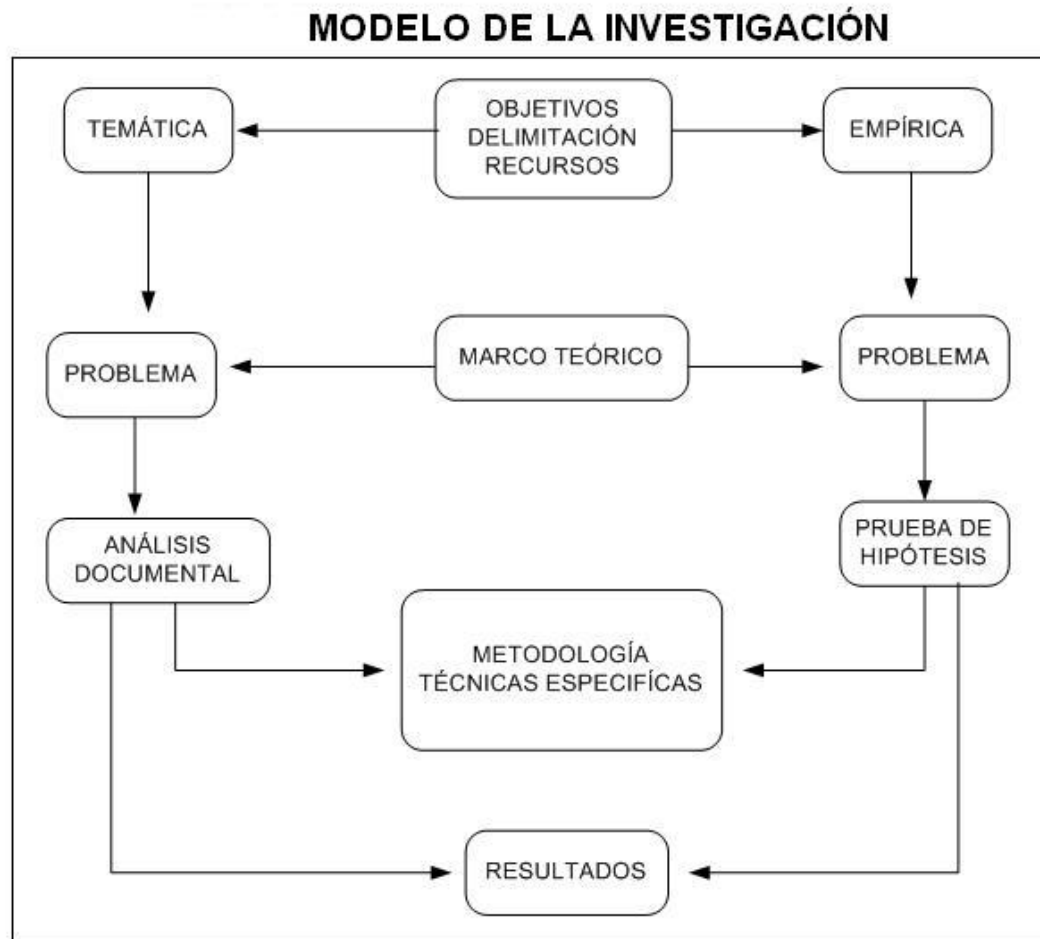 MODELO DE LA INVESTIGACIÓN
TEMÁTICA
OBJETIVOS
DELIMITACIÓN
RECURSOS
EMPÍRICA
PROBLEMA
MARCO TEÓRICO
PROBLEMA
ANÁLISIS
DOCUMENTAL
PRUEBA DE
HIPÓTESIS
METODOLOGÍA
TÉCNICAS ESPECIFÍCAS
RESULTADOS